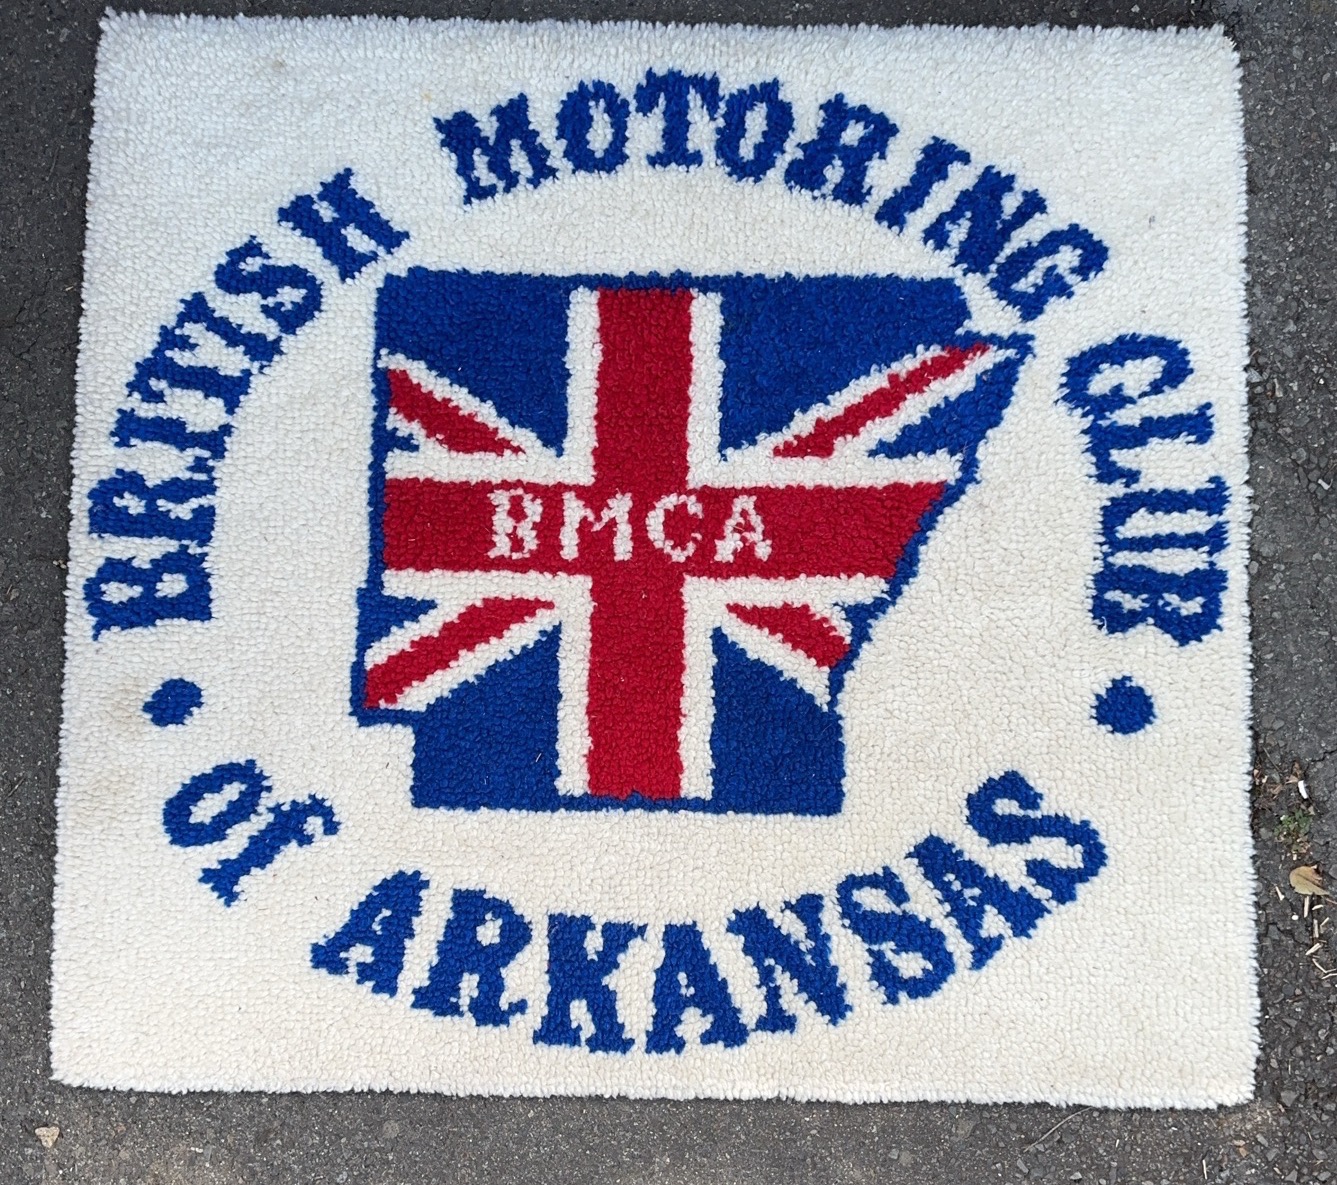 BRITISH MOTORING CLUB
BMCA
• Of ARKANSAS •